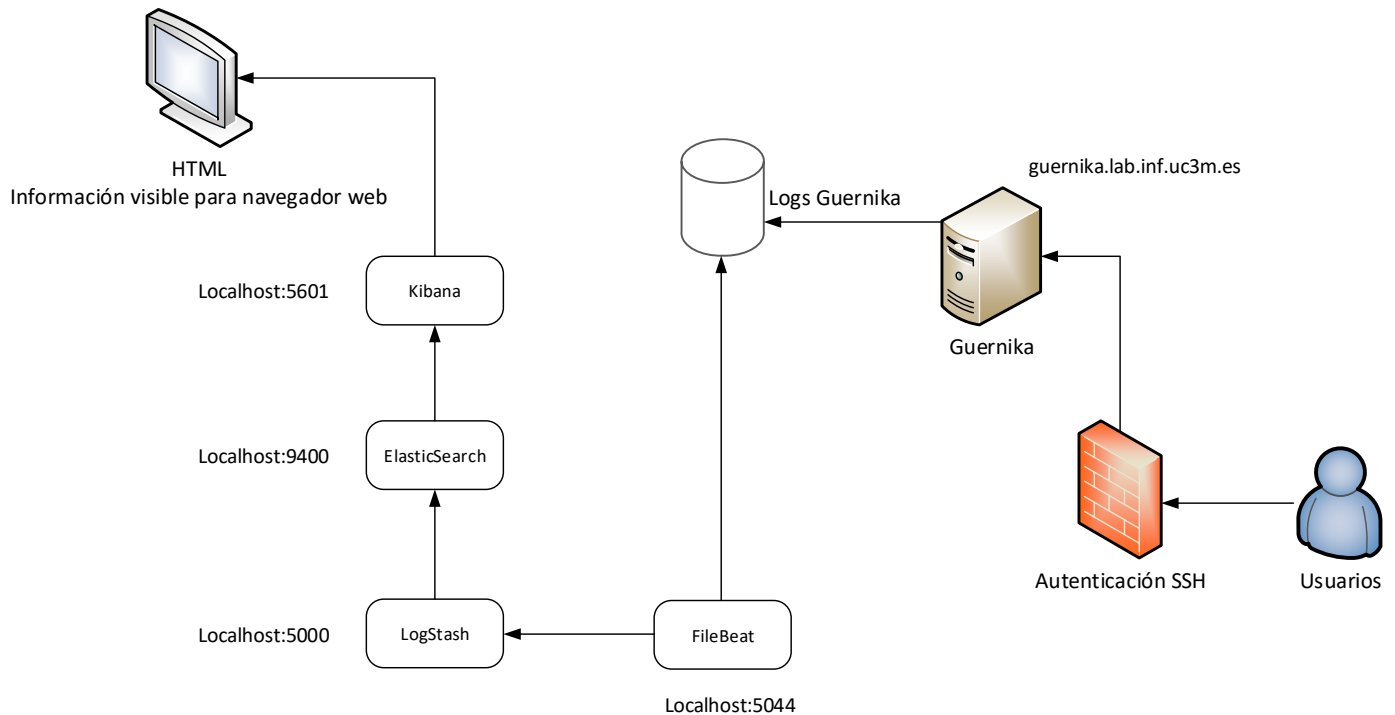 HTML
Información visible para navegador web
Logs Guernika
guernika.lab.inf.uc3m.es
Guernika
Localhost:5601
Kibana
Localhost:9400
ElasticSearch
Localhost:5000
LogStash
FileBeat
Localhost:5044
Autenticación SSH
Usuarios